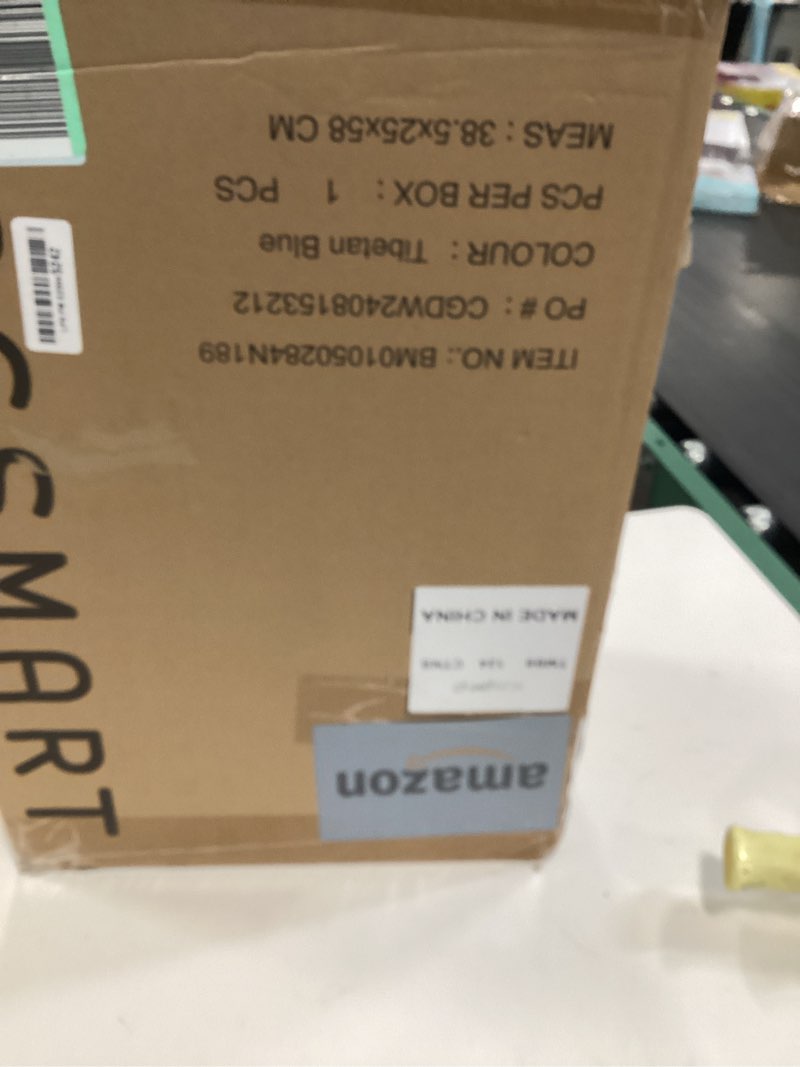 ITEM NO.: BM01050284N189
PO # : CGDW2408153212
COLOUR : Tibetan Blue
PCS PER BOX : 1 PCS
MEAS : 38.5x25x58 CM
SMART
amazon
MADE IN CHINA